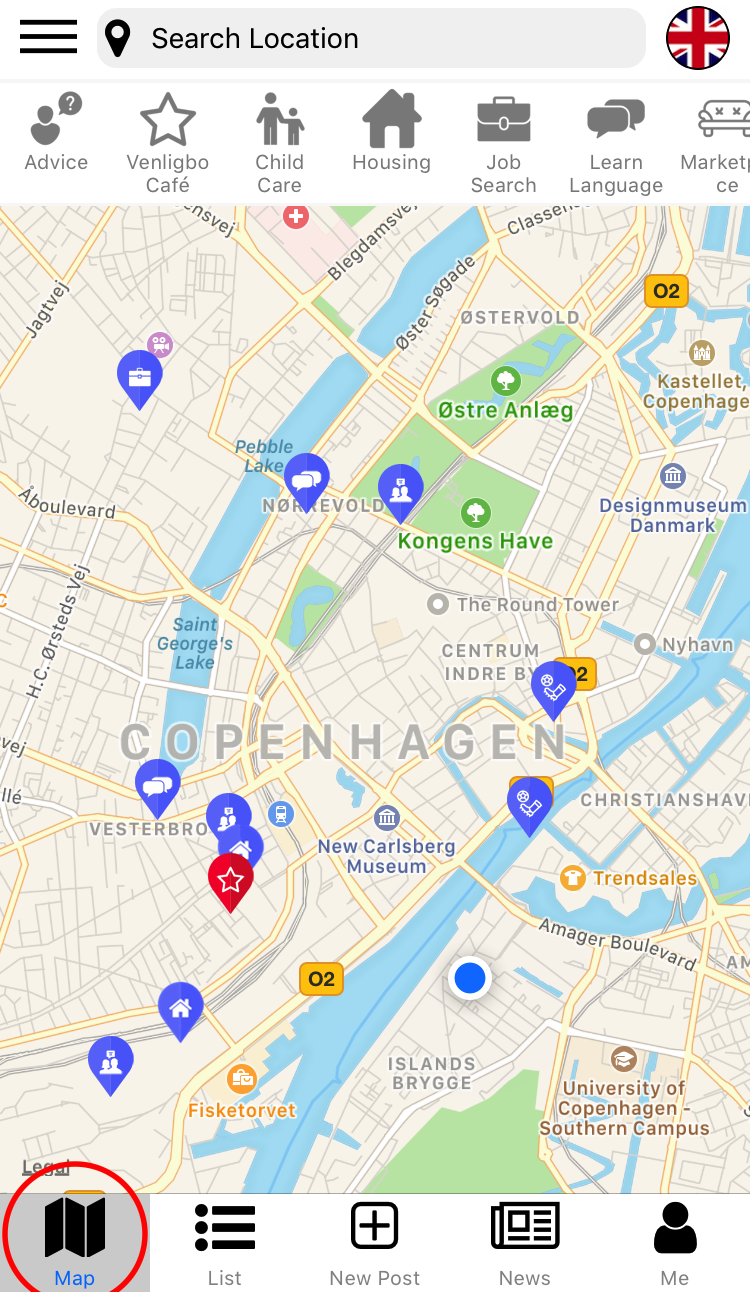 Search Location
?
Advice
Venligbo
Café
Child
Care
Housing
Job
Search
Learn
Language
Marketp
ce
ensvej
Blegdamsvej
Classens
Jagtvej
Øster Søgade
ØSTERVOLD
O2
Kastellet,
Copenhage
Østre Anlæg
Pebble
Lake
NØRREVOLD
Åboulevard
Designmuseum
Danmark
Kongens Have
H.C. Ørsteds Vej
The Round Tower
Saint
George's
Lake
CENTRUM
INDRE BY
Nyhavn
O2
COPENHAGEN
vej
llé
VESTERBRO
CHRISTIANSHAV
New Carlsberg
Museum
Trendsales
Amager Boulevard
AM
O2
ISLANDS
BRYGGE
University of
Copenhagen -
Southern Campus
Fisketorvet
Legal
Map
List
New Post
News
Me